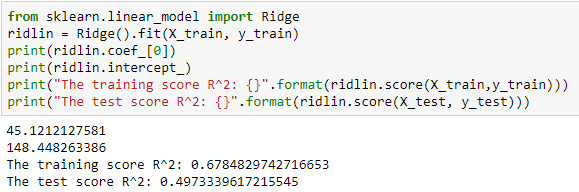 from sklearn.linear_model import Ridge
ridlin = Ridge().fit(X_train, y_train)
print(ridlin.coef_[0])
print(ridlin.intercept_)
print("The training score R^2: {}".format(ridlin.score(X_train,y_train)))
print("The test score R^2: {}".format(ridlin.score(X_test, y_test)))
45.1212127581
148.448263386
The training score R^2: 0.6784829742716653
The test score R^2: 0.4973339617215545